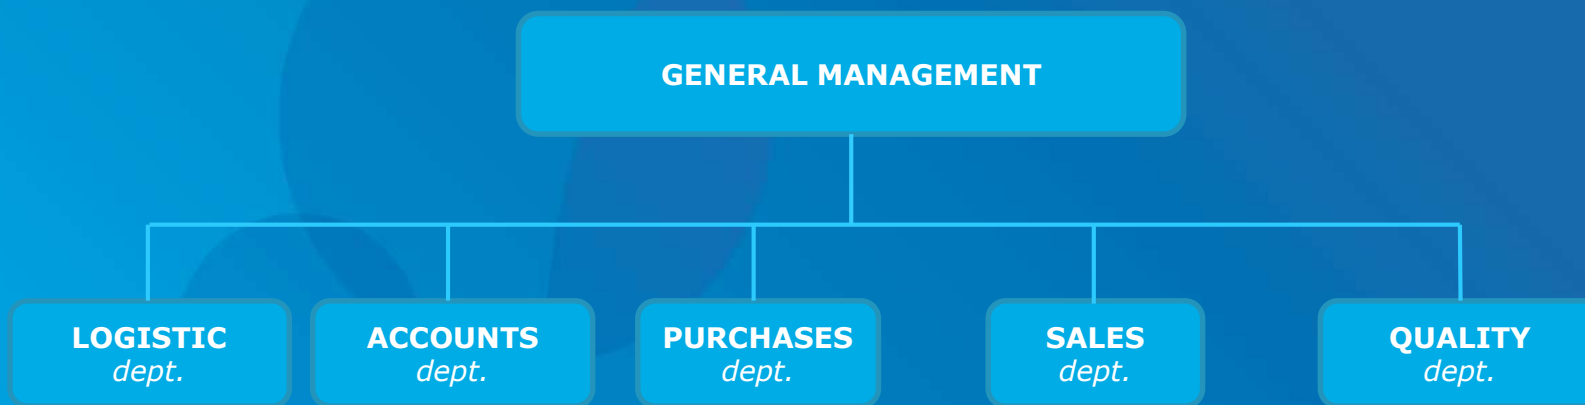 GENERAL MANAGEMENT
LOGISTIC
dept.
ACCOUNTS
dept.
PURCHASES
dept.
SALES
dept.
QUALITY
dept.